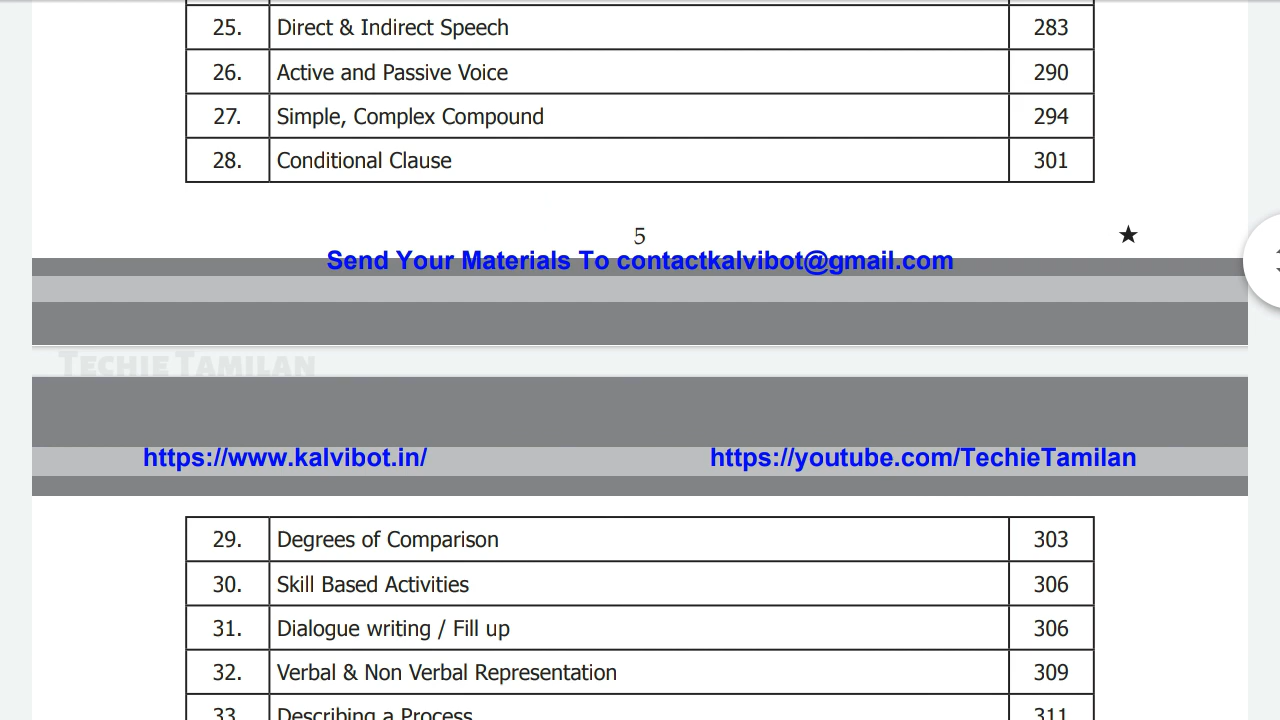 25. Direct & Indirect Speech 283
26. Active and Passive Voice 290
27. Simple, Complex Compound 294
28. Conditional Clause 301
5 ★
Send Your Materials To contactkalvibot@gmail.com
TECHIE TAMILAN
https://www.kalvibot.in/ https://youtube.com/TechieTamilan
29. Degrees of Comparison 303
30. Skill Based Activities 306
31. Dialogue writing / Fill up 306
32. Verbal & Non Verbal Representation 309
33. Describing a Process 311